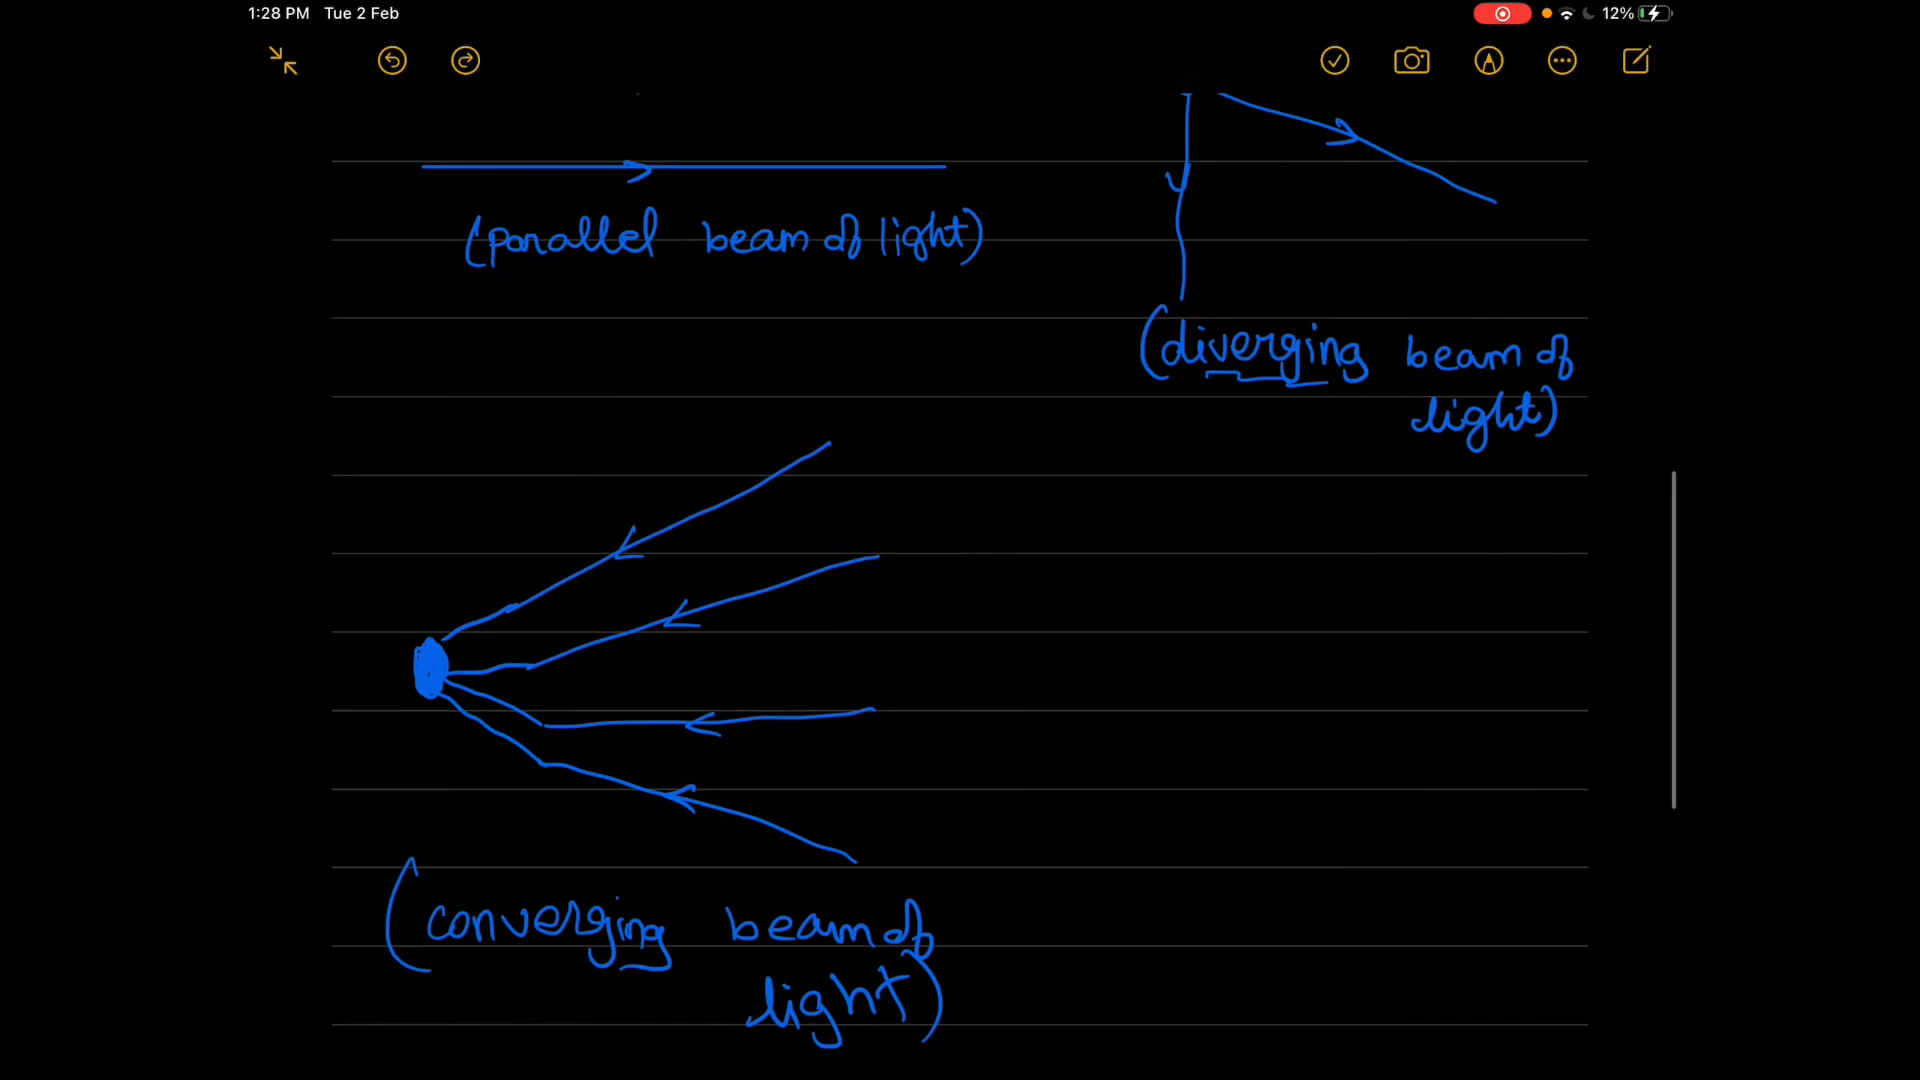 1:28 PM Tue 2 Feb
12%
(parallel beam of light)
(diverging beam of
light)
(converging beam of
light)